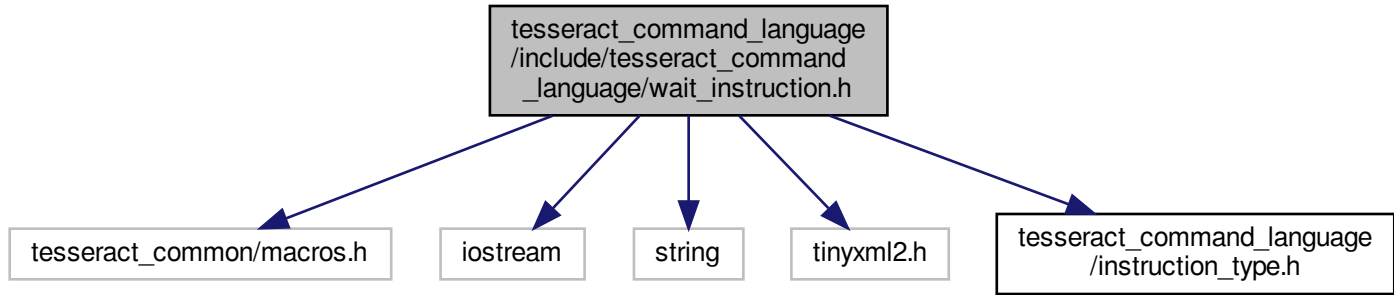 tesseract_command_language
/include/tesseract_command
_language/wait_instruction.h
tesseract_common/macros.h
iostream
string
tinyxml2.h
tesseract_command_language
/instruction_type.h